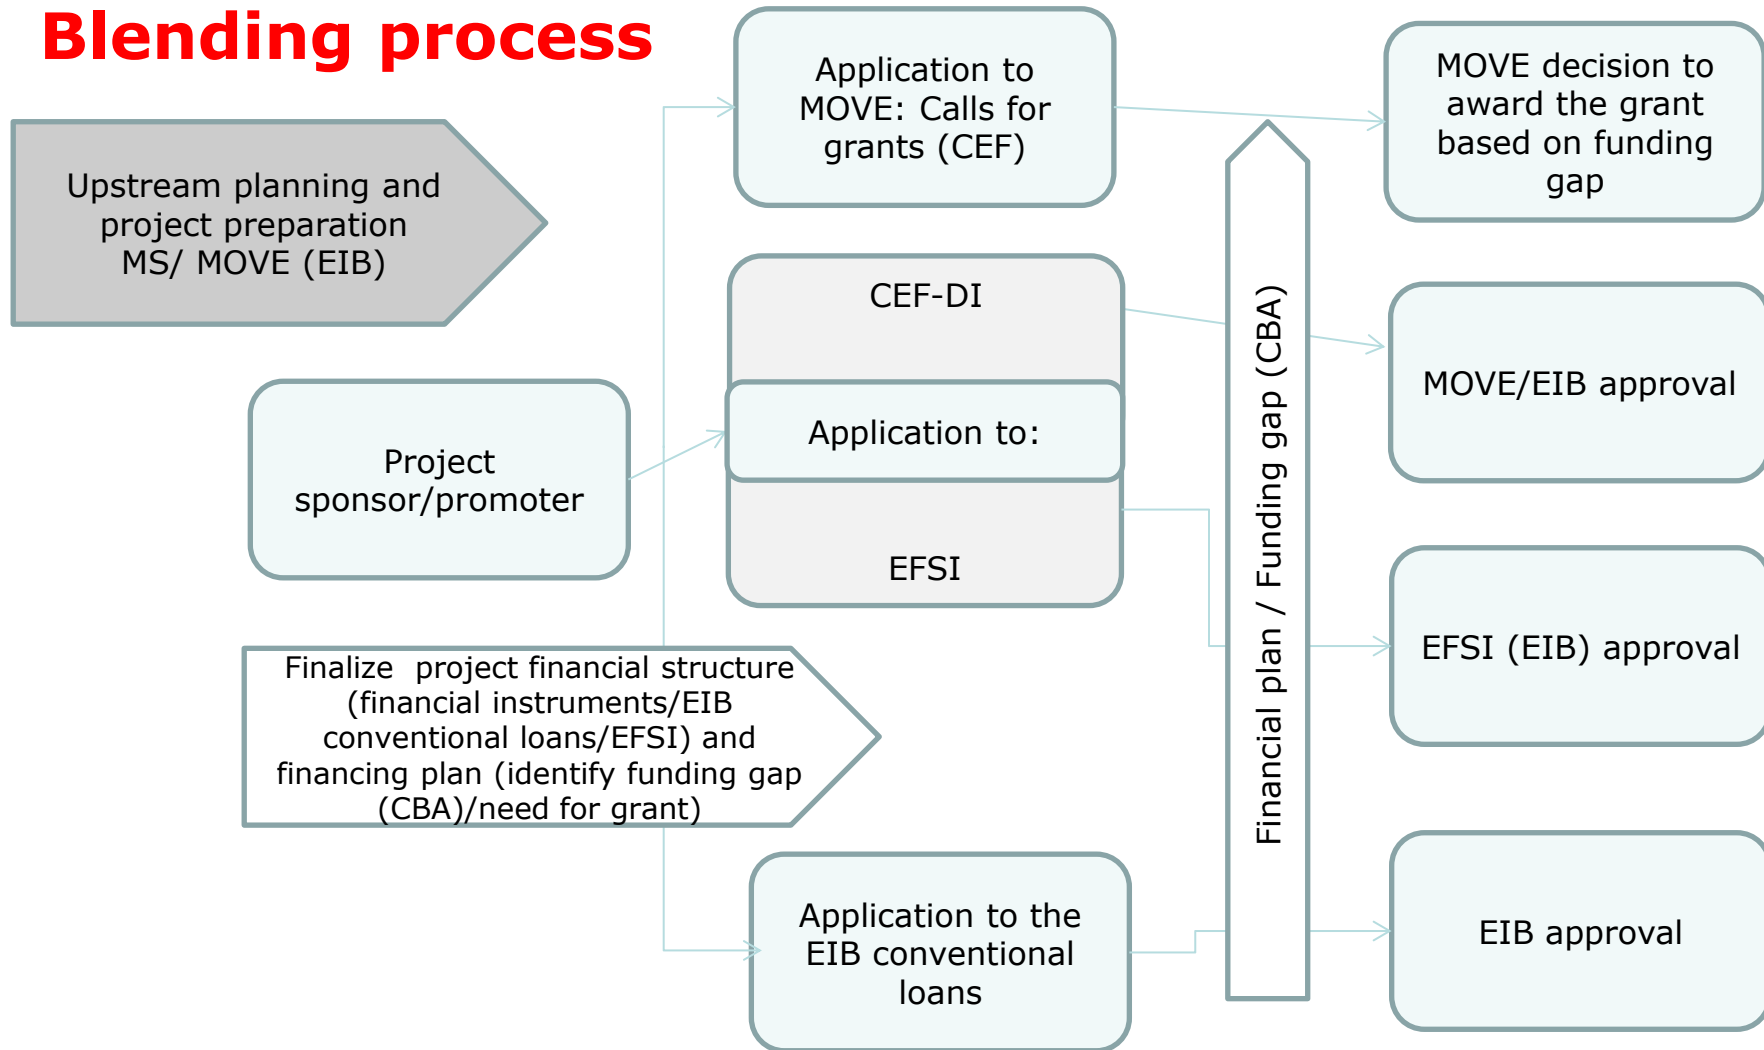 Blending process
Upstream planning and
project preparation
MS/ MOVE (EIB)
Project
sponsor/promoter
Finalize project financial structure
(financial instruments/EIB
conventional loans/EFSI) and
financing plan (identify funding gap
(CBA)/need for grant)
Application to
MOVE: Calls for
grants (CEF)
CEF-DI
Application to:
EFSI
Application to the
EIB conventional
loans
Financial plan / Funding gap (CBA)
MOVE decision to
award the grant
based on funding
gap
MOVE/EIB approval
EFSI (EIB) approval
EIB approval